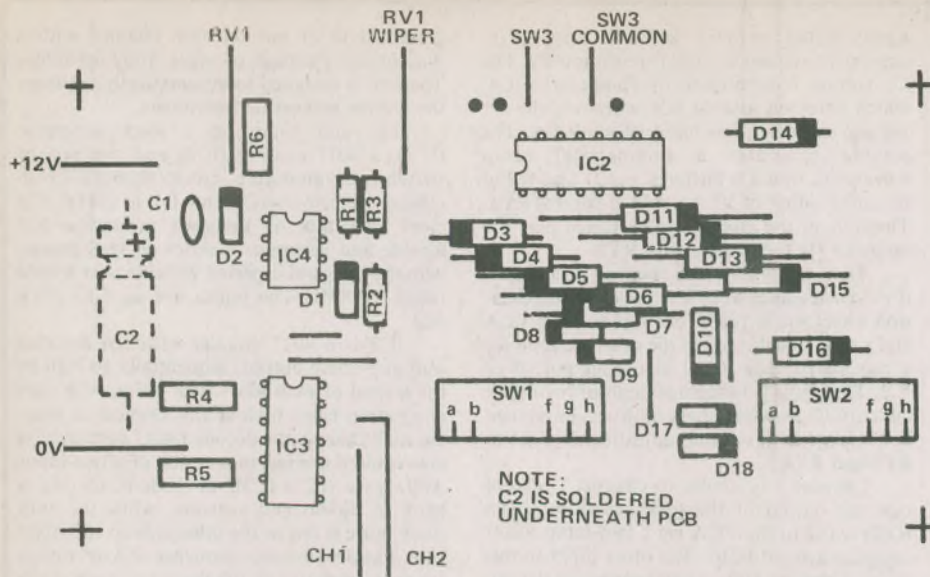 RV1
RV1
WIPER
SW3
SW3
COMMON
R6
D14
+12V
IC2
C1
R1
R3
D2
IC4
D11
D3
D12
D4
D13
D5
D15
D1
R2
D6
D7
D8
D10
C2
D9
D16
R4
SW1
SW2
a b f g h
a b f g h
D17
0V
IC3
R5
D18
NOTE:
C2 IS SOLDERED
UNDERNEATH PCB
CH1
CH2